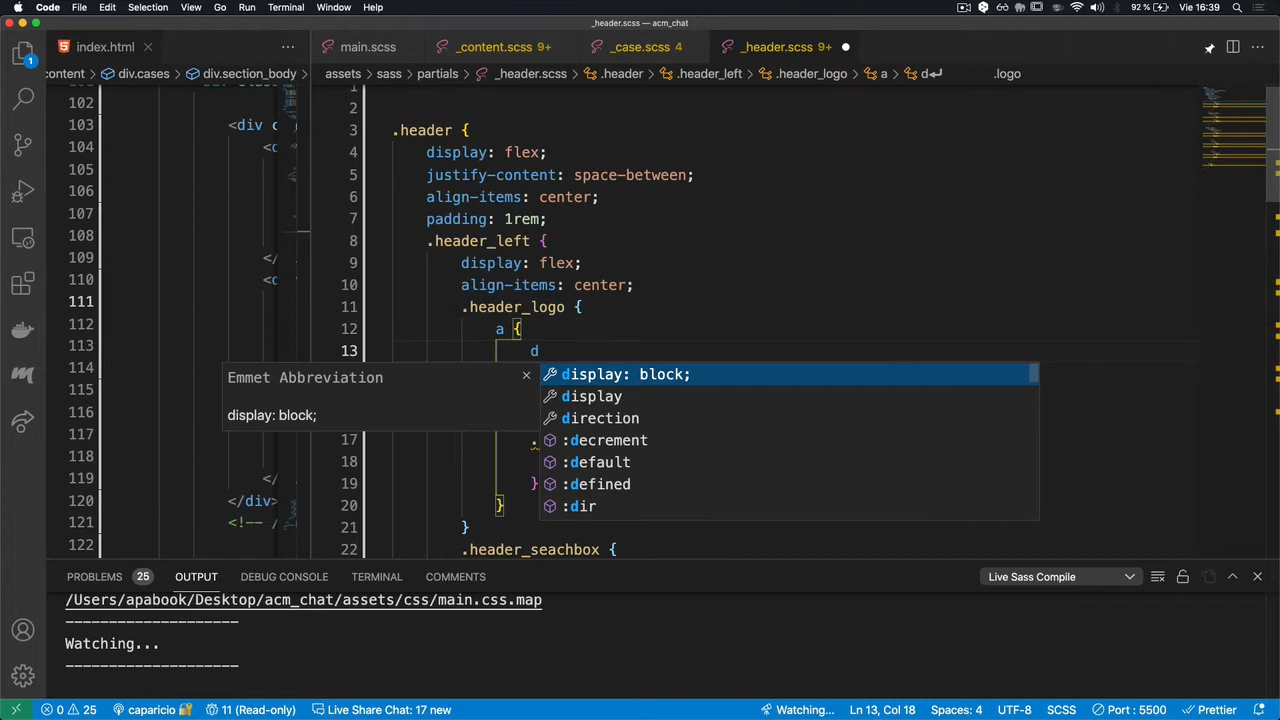 Code File Edit Selection View Go Run Terminal Window Help 92 % Vie 16:39
_header.scss — acm_chat
index.html
main.scss _content.scss 9+ _case.scss 4 _header.scss 9+
content div.cases div.section_body
assets sass partials _header.scss .header .header_left .header_logo a d .logo
102
103 <div c
104 <d
105
106
107
108
109 </
110 <d
111
112
113
114
115
116
117
118
119 </
120 </div>
121 <!-- /
122
1
2
3 .header {
4 display: flex;
5 justify-content: space-between;
6 align-items: center;
7 padding: 1rem;
8 .header_left {
9 display: flex;
10 align-items: center;
11 .header_logo {
12 a {
13 d
Emmet Abbreviation
display: block;
display: block;
display
direction
:decrement
:default
:defined
:dir
17 .
18 }
19
20 }
21 }
22 .header_seachbox {
PROBLEMS 25 OUTPUT DEBUG CONSOLE TERMINAL COMMENTS Live Sass Compile
/Users/apabook/Desktop/acm_chat/assets/css/main.css.map
--------------------
Watching...
--------------------
0 25 caparicio 11 (Read-only) Live Share Chat: 17 new Watching... Ln 13, Col 18 Spaces: 4 UTF-8 LF SCSS Port : 5500 Prettier